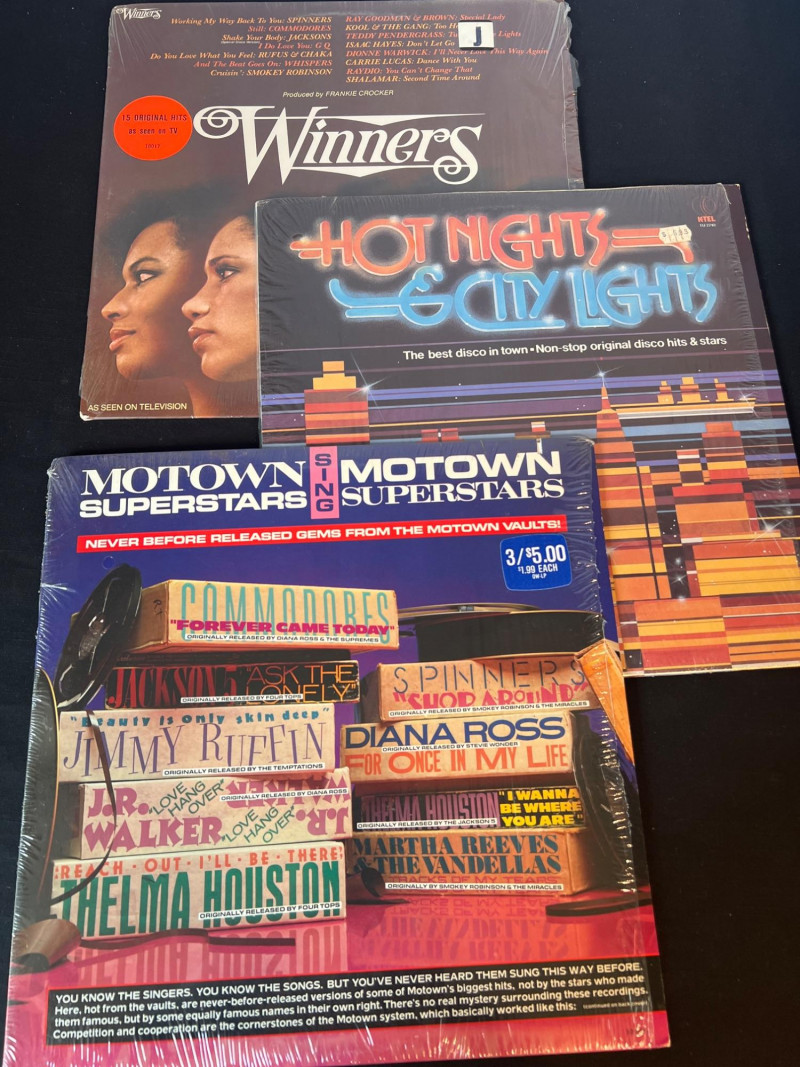 Winners
Working My Way Back To You: SPINNERS
Still: COMMODORES
Shake Your Body: JACKSONS
I Do Love You: G Q
Do You Love What You Feel: RUFUS & CHAKA
And The Beat Goes On: WHISPERS
Cruisin': SMOKEY ROBINSON
RAY GOODMAN & BROWN: Special Lady
KOOL & THE GANG: Too H
TEDDY PENDERGRASS: Tu Lights
ISAAC HAYES: Don't Let Go
DIONNE WARWICK: I'll Never Love This Way Again
CARRIE LUCAS: Dance With You
RAYDIO: You Can't Change That
SHALAMAR: Second Time Around
J
Produced by FRANKIE CROCKER
15 ORIGINAL HITS
as seen on TV
Winners
AS SEEN ON TELEVISION
HOT NIGHTS
& CITY LIGHTS
The best disco in town • Non-stop original disco hits & stars
MOTOWN
SUPERSTARS
SING
MOTOWN
SUPERSTARS
NEVER BEFORE RELEASED GEMS FROM THE MOTOWN VAULTS!
3/$5.00
$1.99 EACH
COMMODORES
"FOREVER CAME TODAY"
ORIGINALLY RELEASED BY DIANA ROSS & THE SUPREMES
JACKSON 5 "ASK THE LONELY"
ORIGINALLY RELEASED BY FOUR TOPS
"Beauty is only skin deep"
JIMMY RUFFIN
ORIGINALLY RELEASED BY THE TEMPTATIONS
J.R. WALKER
"LOVE HANG OVER"
ORIGINALLY RELEASED BY DIANA ROSS
"LOVE HANG OVER"
J.R. WALKER
REACH · OUT · I'LL · BE · THERE
THELMA HOUSTON
ORIGINALLY RELEASED BY FOUR TOPS
SPINNERS
"SHOP AROUND"
ORIGINALLY RELEASED BY SMOKEY ROBINSON & THE MIRACLES
DIANA ROSS
ORIGINALLY RELEASED BY STEVIE WONDER
FOR ONCE IN MY LIFE
THELMA HOUSTON
"I WANNA
BE WHERE
YOU ARE"
ORIGINALLY RELEASED BY THE JACKSON 5
MARTHA REEVES
& THE VANDELLAS
TRACKS OF MY TEARS
ORIGINALLY BY SMOKEY ROBINSON & THE MIRACLES
YOU KNOW THE SINGERS. YOU KNOW THE SONGS. BUT YOU'VE NEVER HEARD THEM SUNG THIS WAY BEFORE.
Here, hot from the vaults, are never-before-released versions of some of Motown's biggest hits, not by the stars who made
them famous, but by some equally famous names in their own right. There's no real mystery surrounding these recordings.
Competition and cooperation are the cornerstones of the Motown system, which basically worked like this: